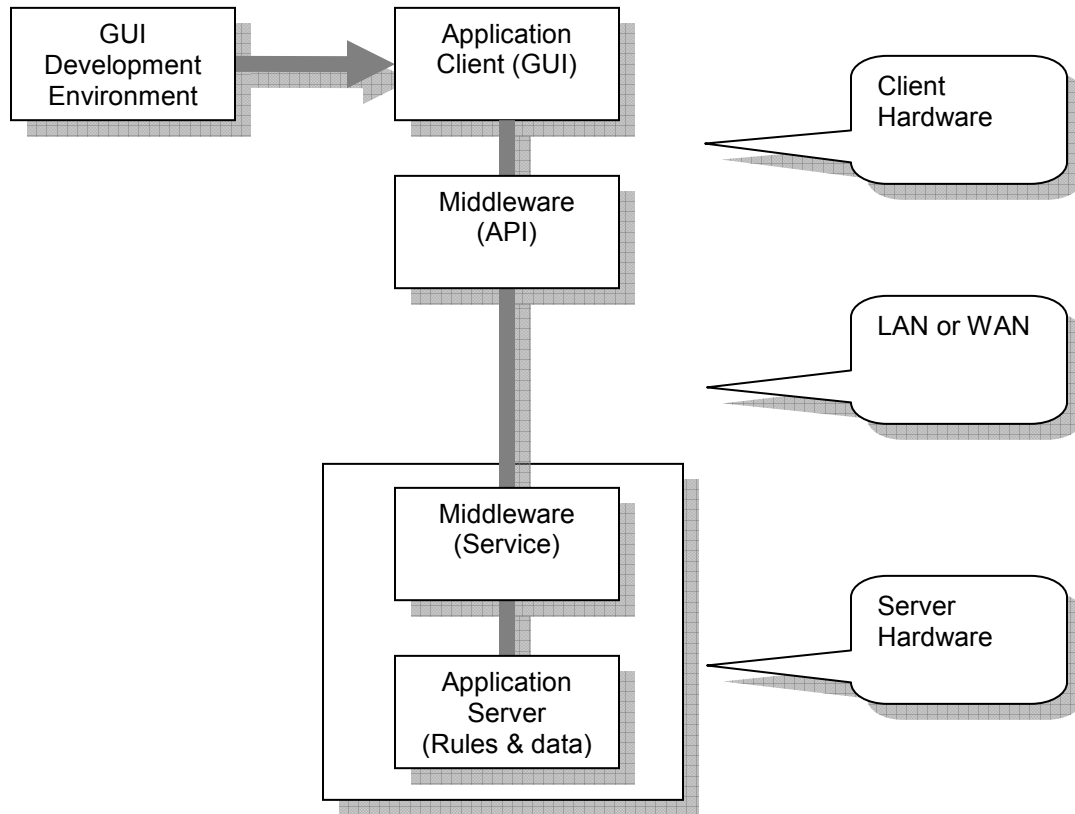 GUI
Development
Environment
Application
Client (GUI)
Client
Hardware
Middleware
(API)
LAN or WAN
Middleware
(Service)
Server
Hardware
Application
Server
(Rules & data)